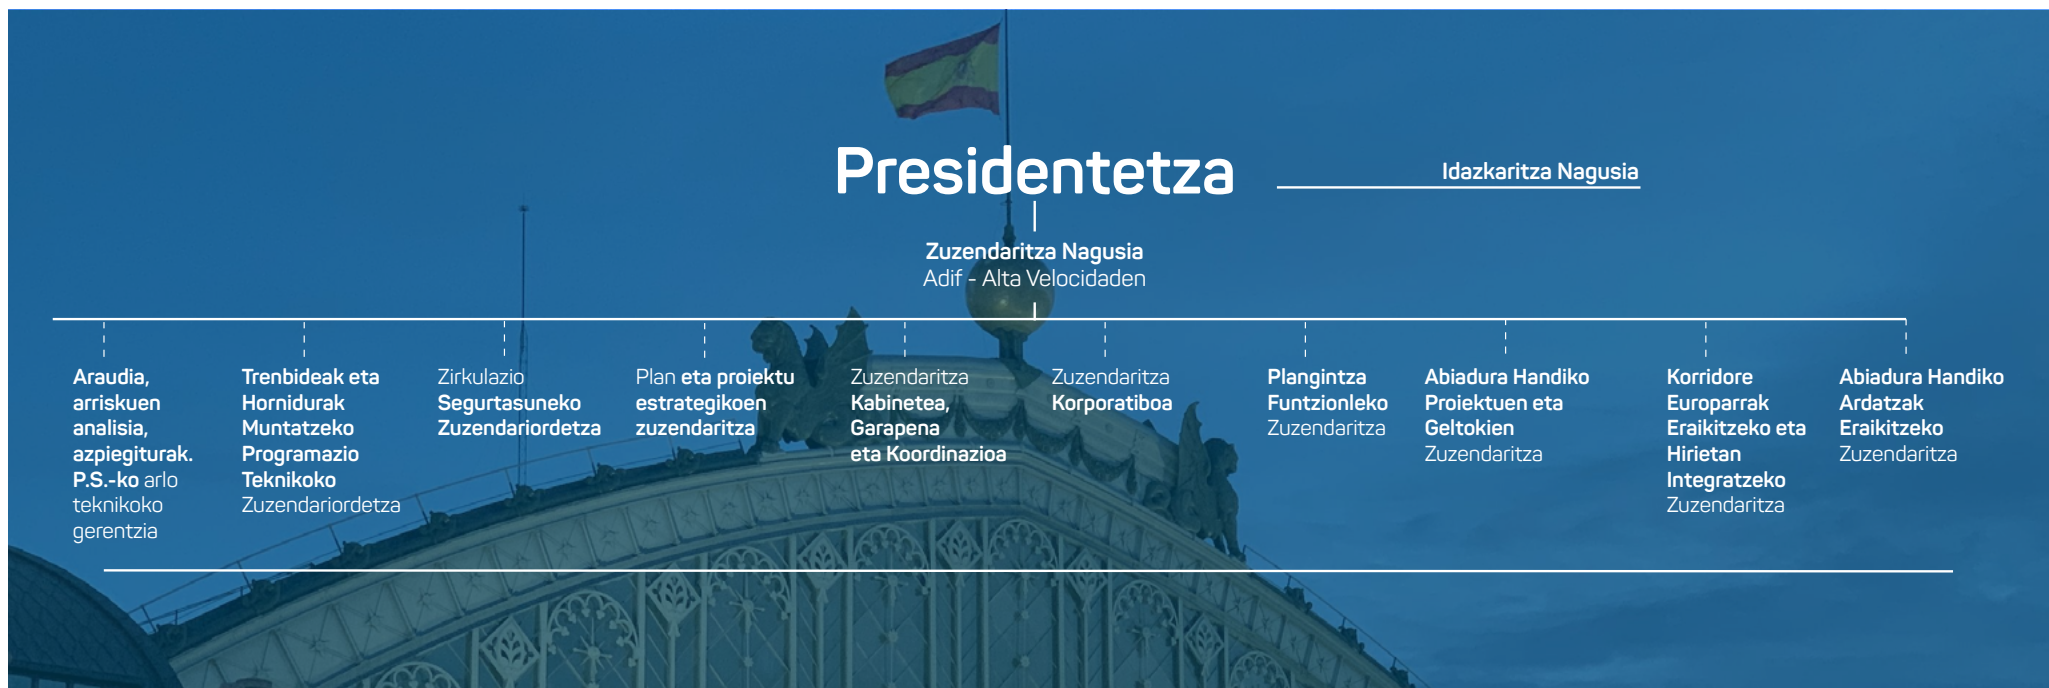 Presidentetza
Idazkaritza Nagusia
Zuzendaritza Nagusia
Adif - Alta Velocidaden
Araudia,
arriskuen
analisia,
azpiegiturak.
P.S.-ko arlo
teknikoko
gerentzia
Trenbideak eta
Hornidurak
Muntatzeko
Programazio
Teknikoko
Zuzendariordetza
Zirkulazio
Segurtasuneko
Zuzendariordetza
Plan eta proiektu
estrategikoen
zuzendaritza
Zuzendaritza
Kabinetea,
Garapena
eta Koordinazioa
Zuzendaritza
Korporatiboa
Plangintza
Funtzionleko
Zuzendaritza
Abiadura Handiko
Proiektuen eta
Geltokien
Zuzendaritza
Korridore
Europarrak
Eraikitzeko eta
Hirietan
Integratzeko
Zuzendaritza
Abiadura Handiko
Ardatzak
Eraikitzeko
Zuzendaritza